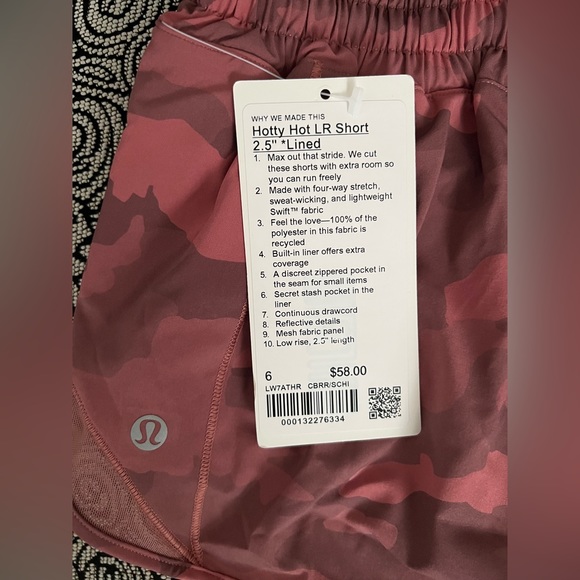 WHY WE MADE THIS
Hotty Hot LR Short
2.5" *Lined
1. Max out that stride. We cut
these shorts with extra room so
you can run freely
2. Made with four-way stretch,
sweat-wicking, and lightweight
Swift™ fabric
3. Feel the love—100% of the
polyester in this fabric is
recycled
4. Built-in liner offers extra
coverage
5. A discreet zippered pocket in
the seam for small items
6. Secret stash pocket in the
liner
7. Continuous drawcord
8. Reflective details
9. Mesh fabric panel
10. Low rise, 2.5" length
6 $58.00
LW7ATHR CBRR/SCHI
000132276334